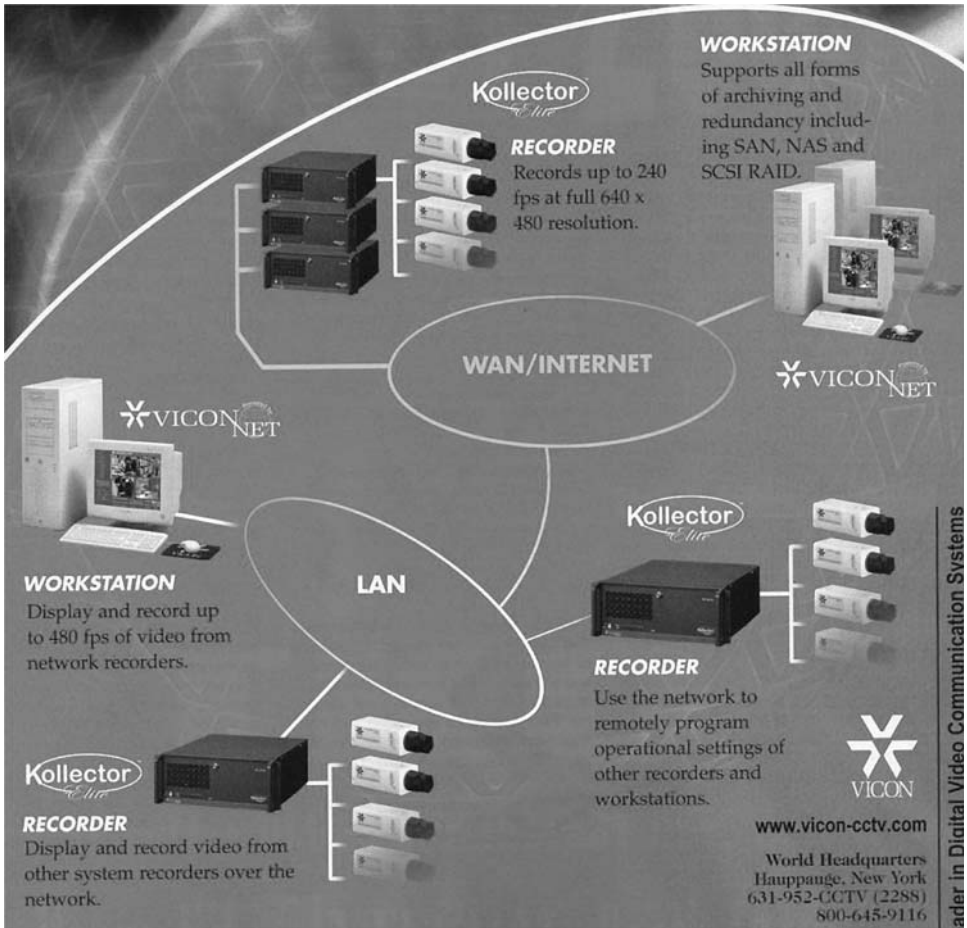 WORKSTATION
Supports all forms
of archiving and
redundancy includ-
ing SAN, NAS and
SCSI RAID.
Kollector
Elite
RECORDER
Records up to 240
fps at full 640 x
480 resolution.
WAN/INTERNET
VICON NET
VICON NET
WORKSTATION
Display and record up
to 480 fps of video from
network recorders.
LAN
Kollector
Elite
RECORDER
Use the network to
remotely program
operational settings of
other recorders and
workstations.
Kollector
Elite
RECORDER
Display and record video from
other system recorders over the
network.
VICON
www.vicon-cctv.com
World Headquarters
Hauppauge, New York
631-952-CCTV (2288)
800-645-9116
ader in Digital Video Communication Systems